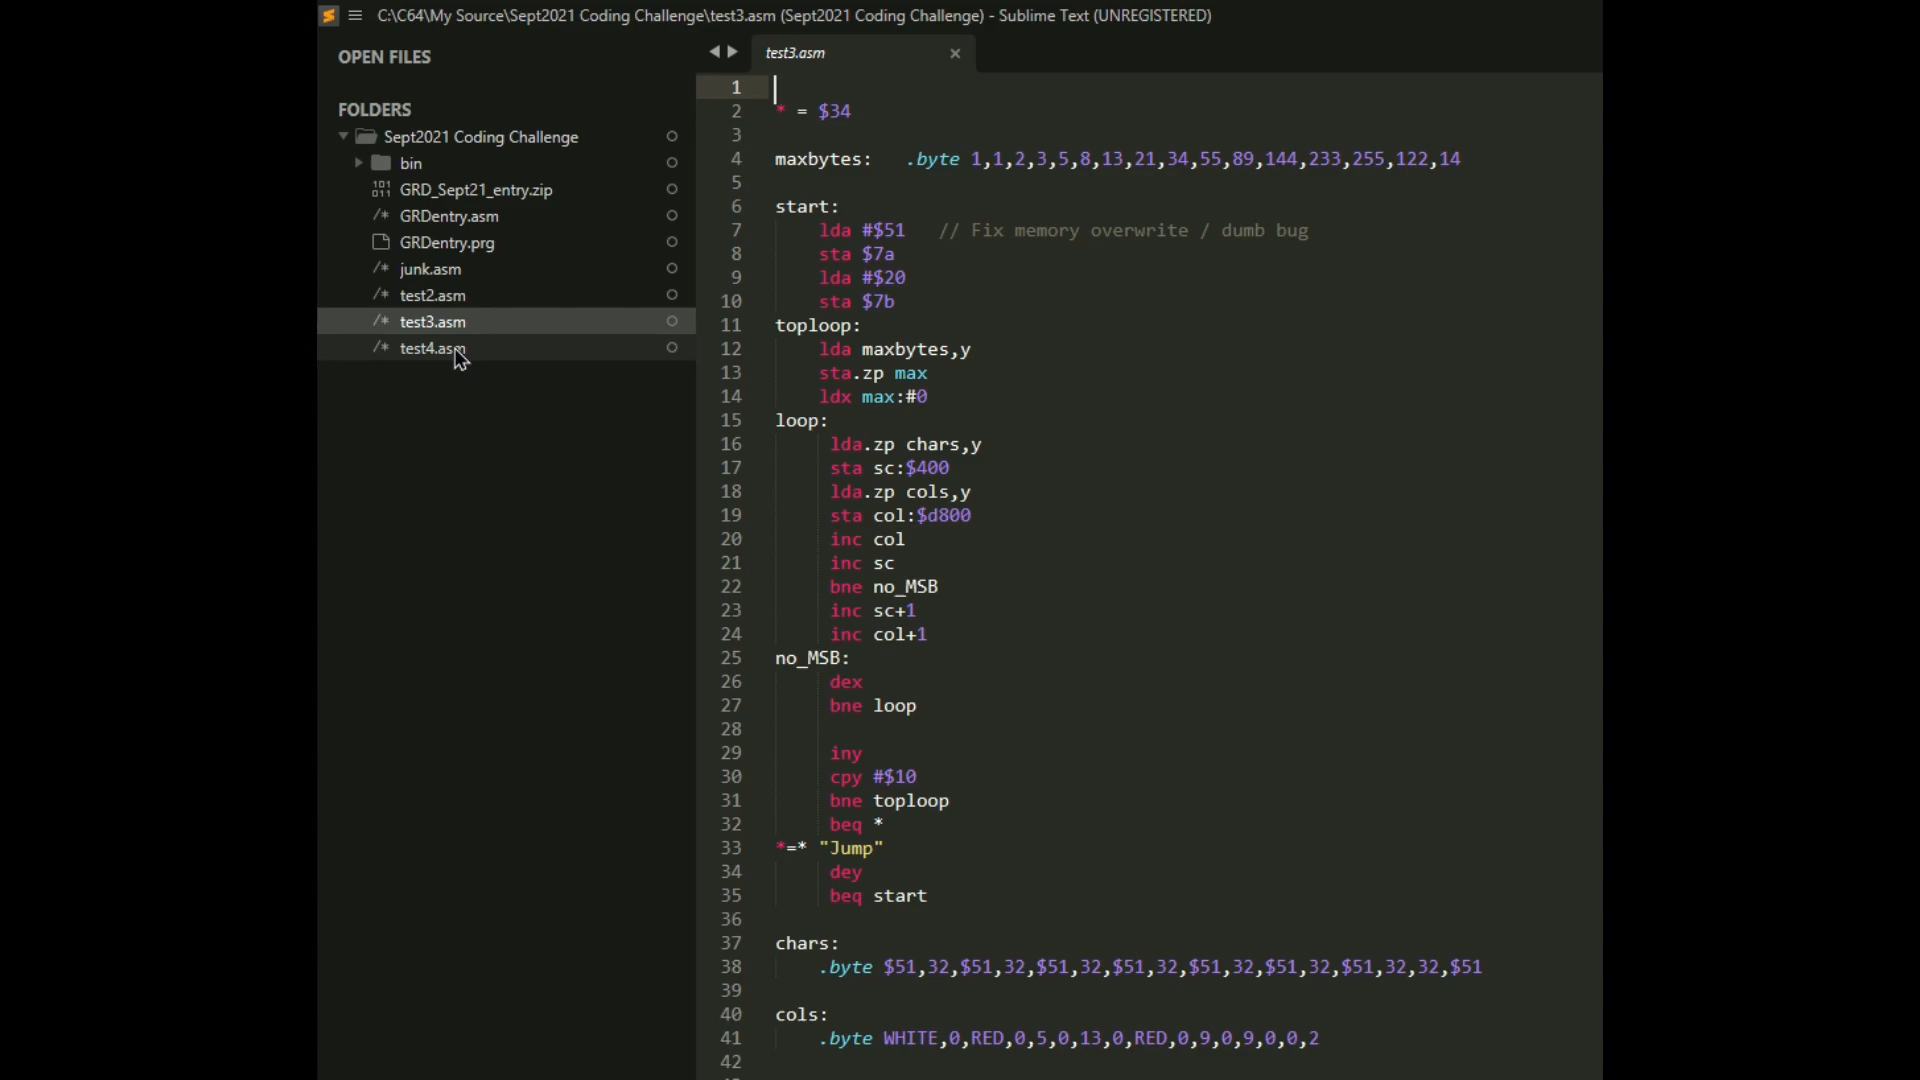 C:\C64\My Source\Sept2021 Coding Challenge\test3.asm (Sept2021 Coding Challenge) - Sublime Text (UNREGISTERED)
OPEN FILES
FOLDERS
Sept2021 Coding Challenge
bin
GRD_Sept21_entry.zip
/* GRDentry.asm
GRDentry.prg
/* junk.asm
/* test2.asm
/* test3.asm
/* test4.asm
test3.asm
1
2 * = $34
3
4 maxbytes: .byte 1,1,2,3,5,8,13,21,34,55,89,144,233,255,122,14
5
6 start:
7 lda #$51 // Fix memory overwrite / dumb bug
8 sta $7a
9 lda #$20
10 sta $7b
11 toploop:
12 lda maxbytes,y
13 sta.zp max
14 ldx max:#0
15 loop:
16 lda.zp chars,y
17 sta sc:$400
18 lda.zp cols,y
19 sta col:$d800
20 inc col
21 inc sc
22 bne no_MSB
23 inc sc+1
24 inc col+1
25 no_MSB:
26 dex
27 bne loop
28
29 iny
30 cpy #$10
31 bne toploop
32 beq *
33 *=* "Jump"
34 dey
35 beq start
36
37 chars:
38 .byte $51,32,$51,32,$51,32,$51,32,$51,32,$51,32,$51,32,32,$51
39
40 cols:
41 .byte WHITE,0,RED,0,5,0,13,0,RED,0,9,0,9,0,0,2
42